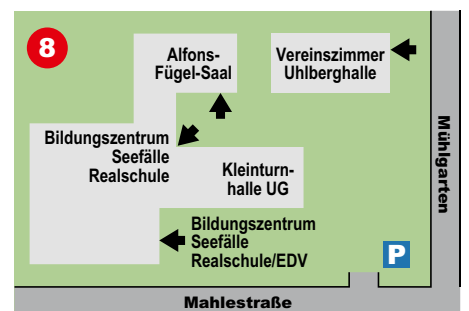 8
Alfons-
Fügel-Saal
Vereinszimmer
Uhlberghalle
Bildungszentrum
Seefälle
Realschule
Kleinturn-
halle UG
Bildungszentrum
Seefälle
Realschule/EDV
P
Mühlgarten
Mahlestraße